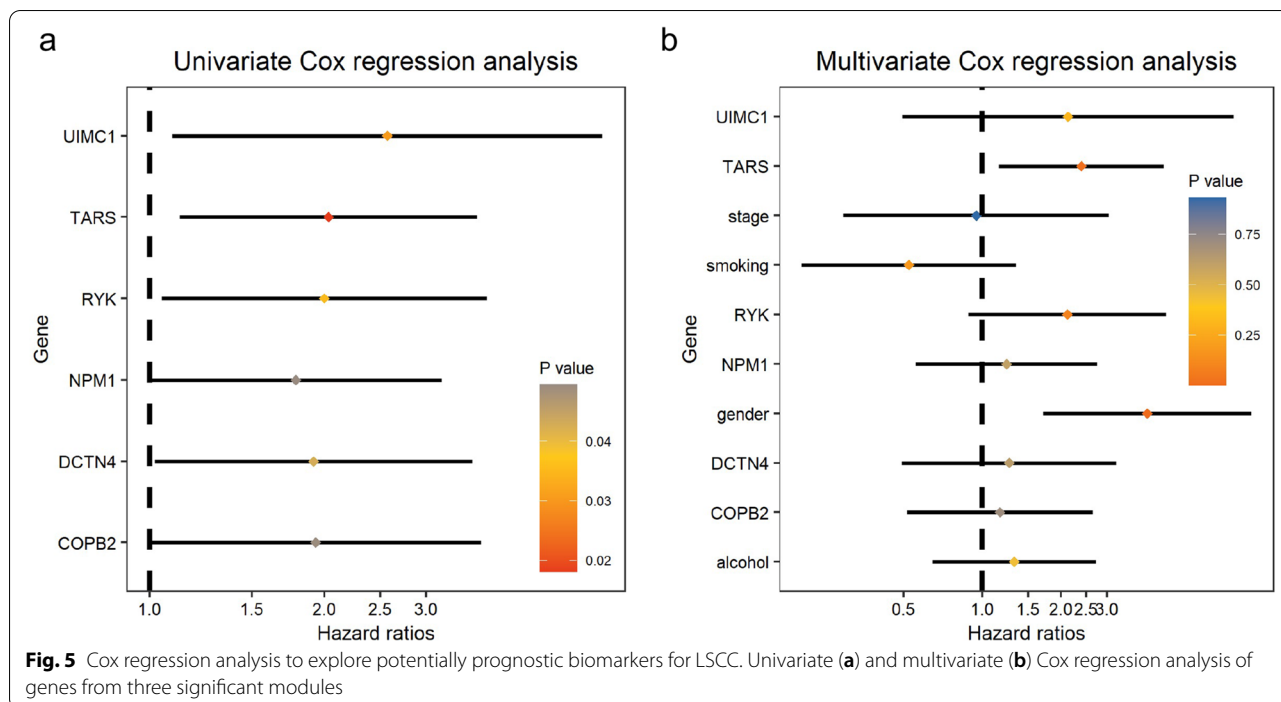 a
Univariate Cox regression analysis
UIMC1
TARS
RYK
NPM1
DCTN4
COPB2
Gene
P value
0.04
0.03
0.02
1.0 1.5 2.0 2.5 3.0
Hazard ratios
b
Multivariate Cox regression analysis
UIMC1
TARS
stage
smoking
RYK
NPM1
gender
DCTN4
COPB2
alcohol
Gene
P value
0.75
0.50
0.25
0.5 1.0 1.5 2.0 2.5 3.0
Hazard ratios
Fig. 5 Cox regression analysis to explore potentially prognostic biomarkers for LSCC. Univariate (a) and multivariate (b) Cox regression analysis of
genes from three significant modules